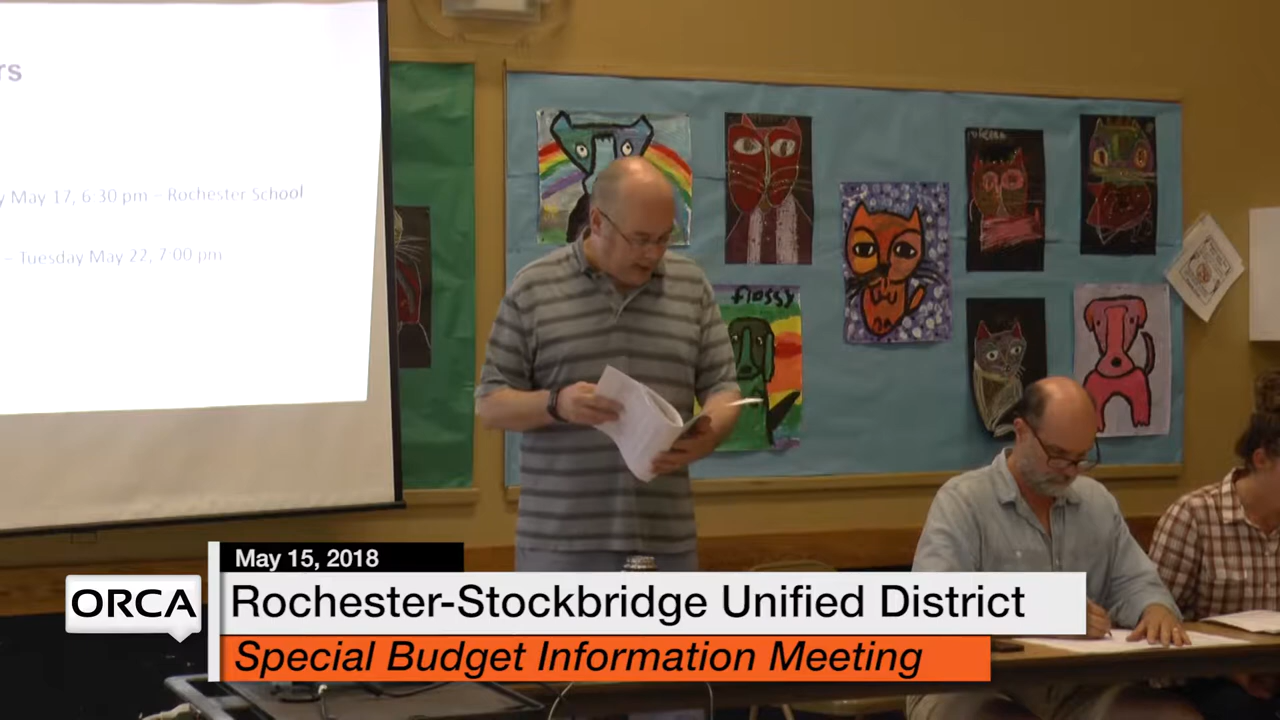 rs
y May 17, 6:30 pm – Rochester School
– Tuesday May 22, 7:00 pm
flossy
May 15, 2018
ORCA
Rochester-Stockbridge Unified District
Special Budget Information Meeting